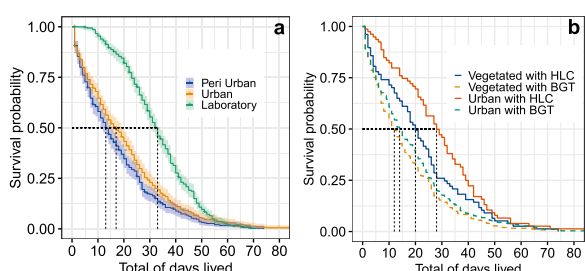 a
Survival probability
1.00
0.75
0.50
0.25
0.00
Peri Urban
Urban
Laboratory
0 10 20 30 40 50 60 70 80
Total of days lived
b
Survival probability
1.00
0.75
0.50
0.25
0.00
Vegetated with HLC
Vegetated with BGT
Urban with HLC
Urban with BGT
0 10 20 30 40 50 60 70 80
Total of days lived